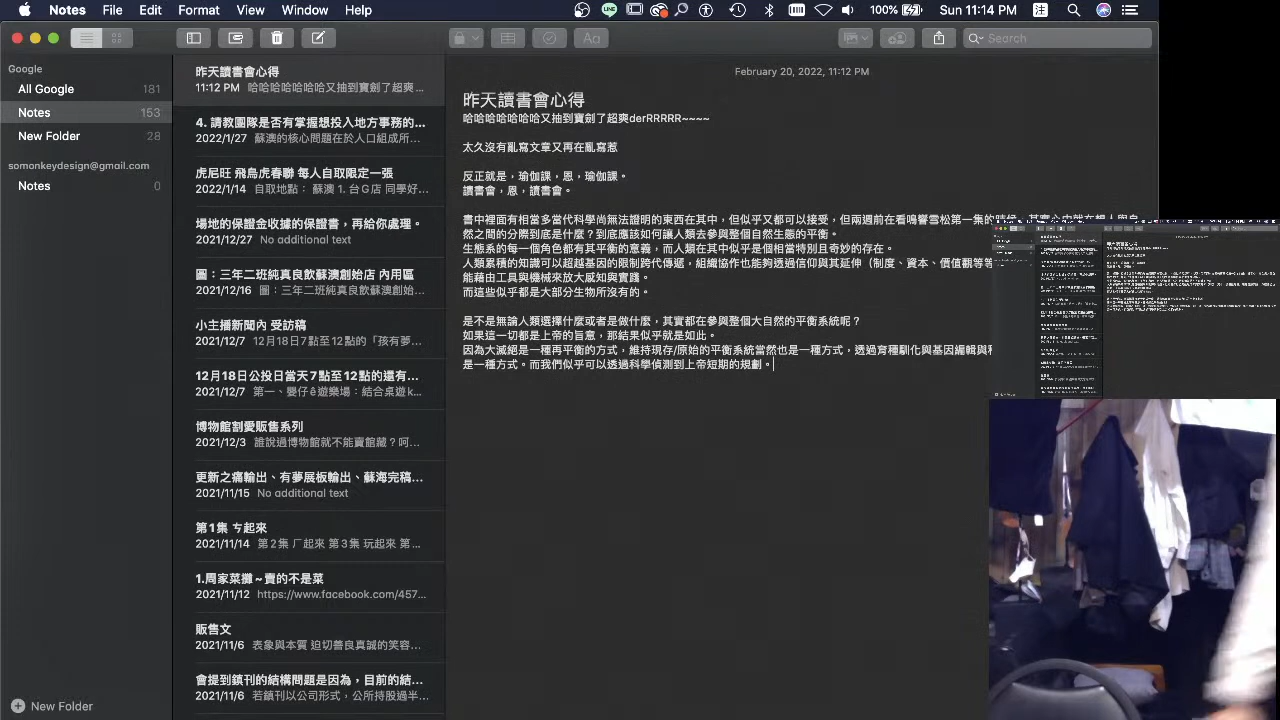 Notes File Edit Format View Window Help
100% Sun 11:14 PM 注
Search
Google
All Google 181
Notes 153
New Folder 28
somonkeydesign@gmail.com
Notes 0
New Folder
昨天讀書會心得
11:12 PM 哈哈哈哈哈哈哈又抽到寶劍了超爽…
4. 請教團隊是否有掌握想投入地方事務的...
2022/1/27 蘇澳的核心問題在於人口組成所…
虎尼旺 飛鳥虎春聯 每人自取限定一張
2022/1/14 自取地點： 蘇澳 1. 台G店 同學好…
場地的保證金收據的保證書，再給你處理。
2021/12/27 No additional text
圖：三年二班純真百貨蘇澳創始店 內用區
2021/12/16 圖：三年二班純真百貨蘇澳創始…
小主播新聞內 受訪稿
2021/12/7 12月18日7點至12點的「孩有夢…
12月18日公投日當天7點至 12點的還有...
2021/12/7 第一、嬰仔e遊樂場：結合桌遊 k…
博物館割愛販售系列
2021/12/3 誰說過博物館就不能賣館藏？呵…
更新之痛輸出、有夢展板輸出、蘇海完稿...
2021/11/15 No additional text
第1集 ㄘ起來
2021/11/14 第２集 ㄏ起來 第３集 玩起來 第…
1.周家菜攤～賣的不是菜
2021/11/12 https://www.facebook.com/457...
販售文
2021/11/6 表象與本質 迫切善良真誠的笑容…
會提到鎮刊的結構問題是因為，目前的結...
2021/11/6 若鎮刊以公司形式，公所持股過半…
February 20, 2022, 11:12 PM
昨天讀書會心得
哈哈哈哈哈哈哈又抽到寶劍了超爽derRRRRR~~~~
太久沒有亂寫文章又再在亂寫惹
反正就是，瑜伽課，恩，瑜伽課。
讀書會，恩，讀書會。
書中裡面有相當多當代科學尚無法證明的東西在其中，但似乎又都可以接受，但兩週前在看鳴響雪松第一集的時候，其實心中就在想人與自
然之間的分際到底是什麼？到底應該如何讓人類去參與整個自然生態的平衡。
生態系的每一個角色都有其平衡的意義，而人類在其中似乎是個相當特別且奇妙的存在。
人類累積的知識可以超越基因的限制跨代傳遞，組織協作也能夠透過信仰與其延伸（制度、資本、價值觀等等
能藉由工具與機械來放大感知與實踐。
而這些似乎都是大部分生物所沒有的。
是不是無論人類選擇什麼或者是做什麼，其實都在參與整個大自然的平衡系統呢？
如果這一切都是上帝的旨意，那結果似乎就是如此。
因為大滅絕是一種再平衡的方式，維持現存/原始的平衡系統當然也是一種方式，透過育種馴化與基因編輯與
是一種方式。而我們似乎可以透過科學偵測到上帝短期的規劃。